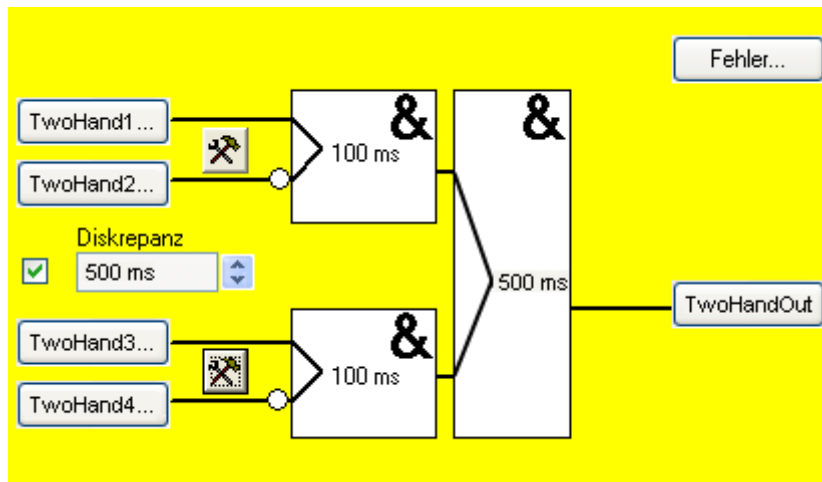 Fehler...
TwoHand1...
&
&
100 ms
TwoHand2...
Diskrepanz
500 ms
500 ms
TwoHandOut
TwoHand3...
&
100 ms
TwoHand4...